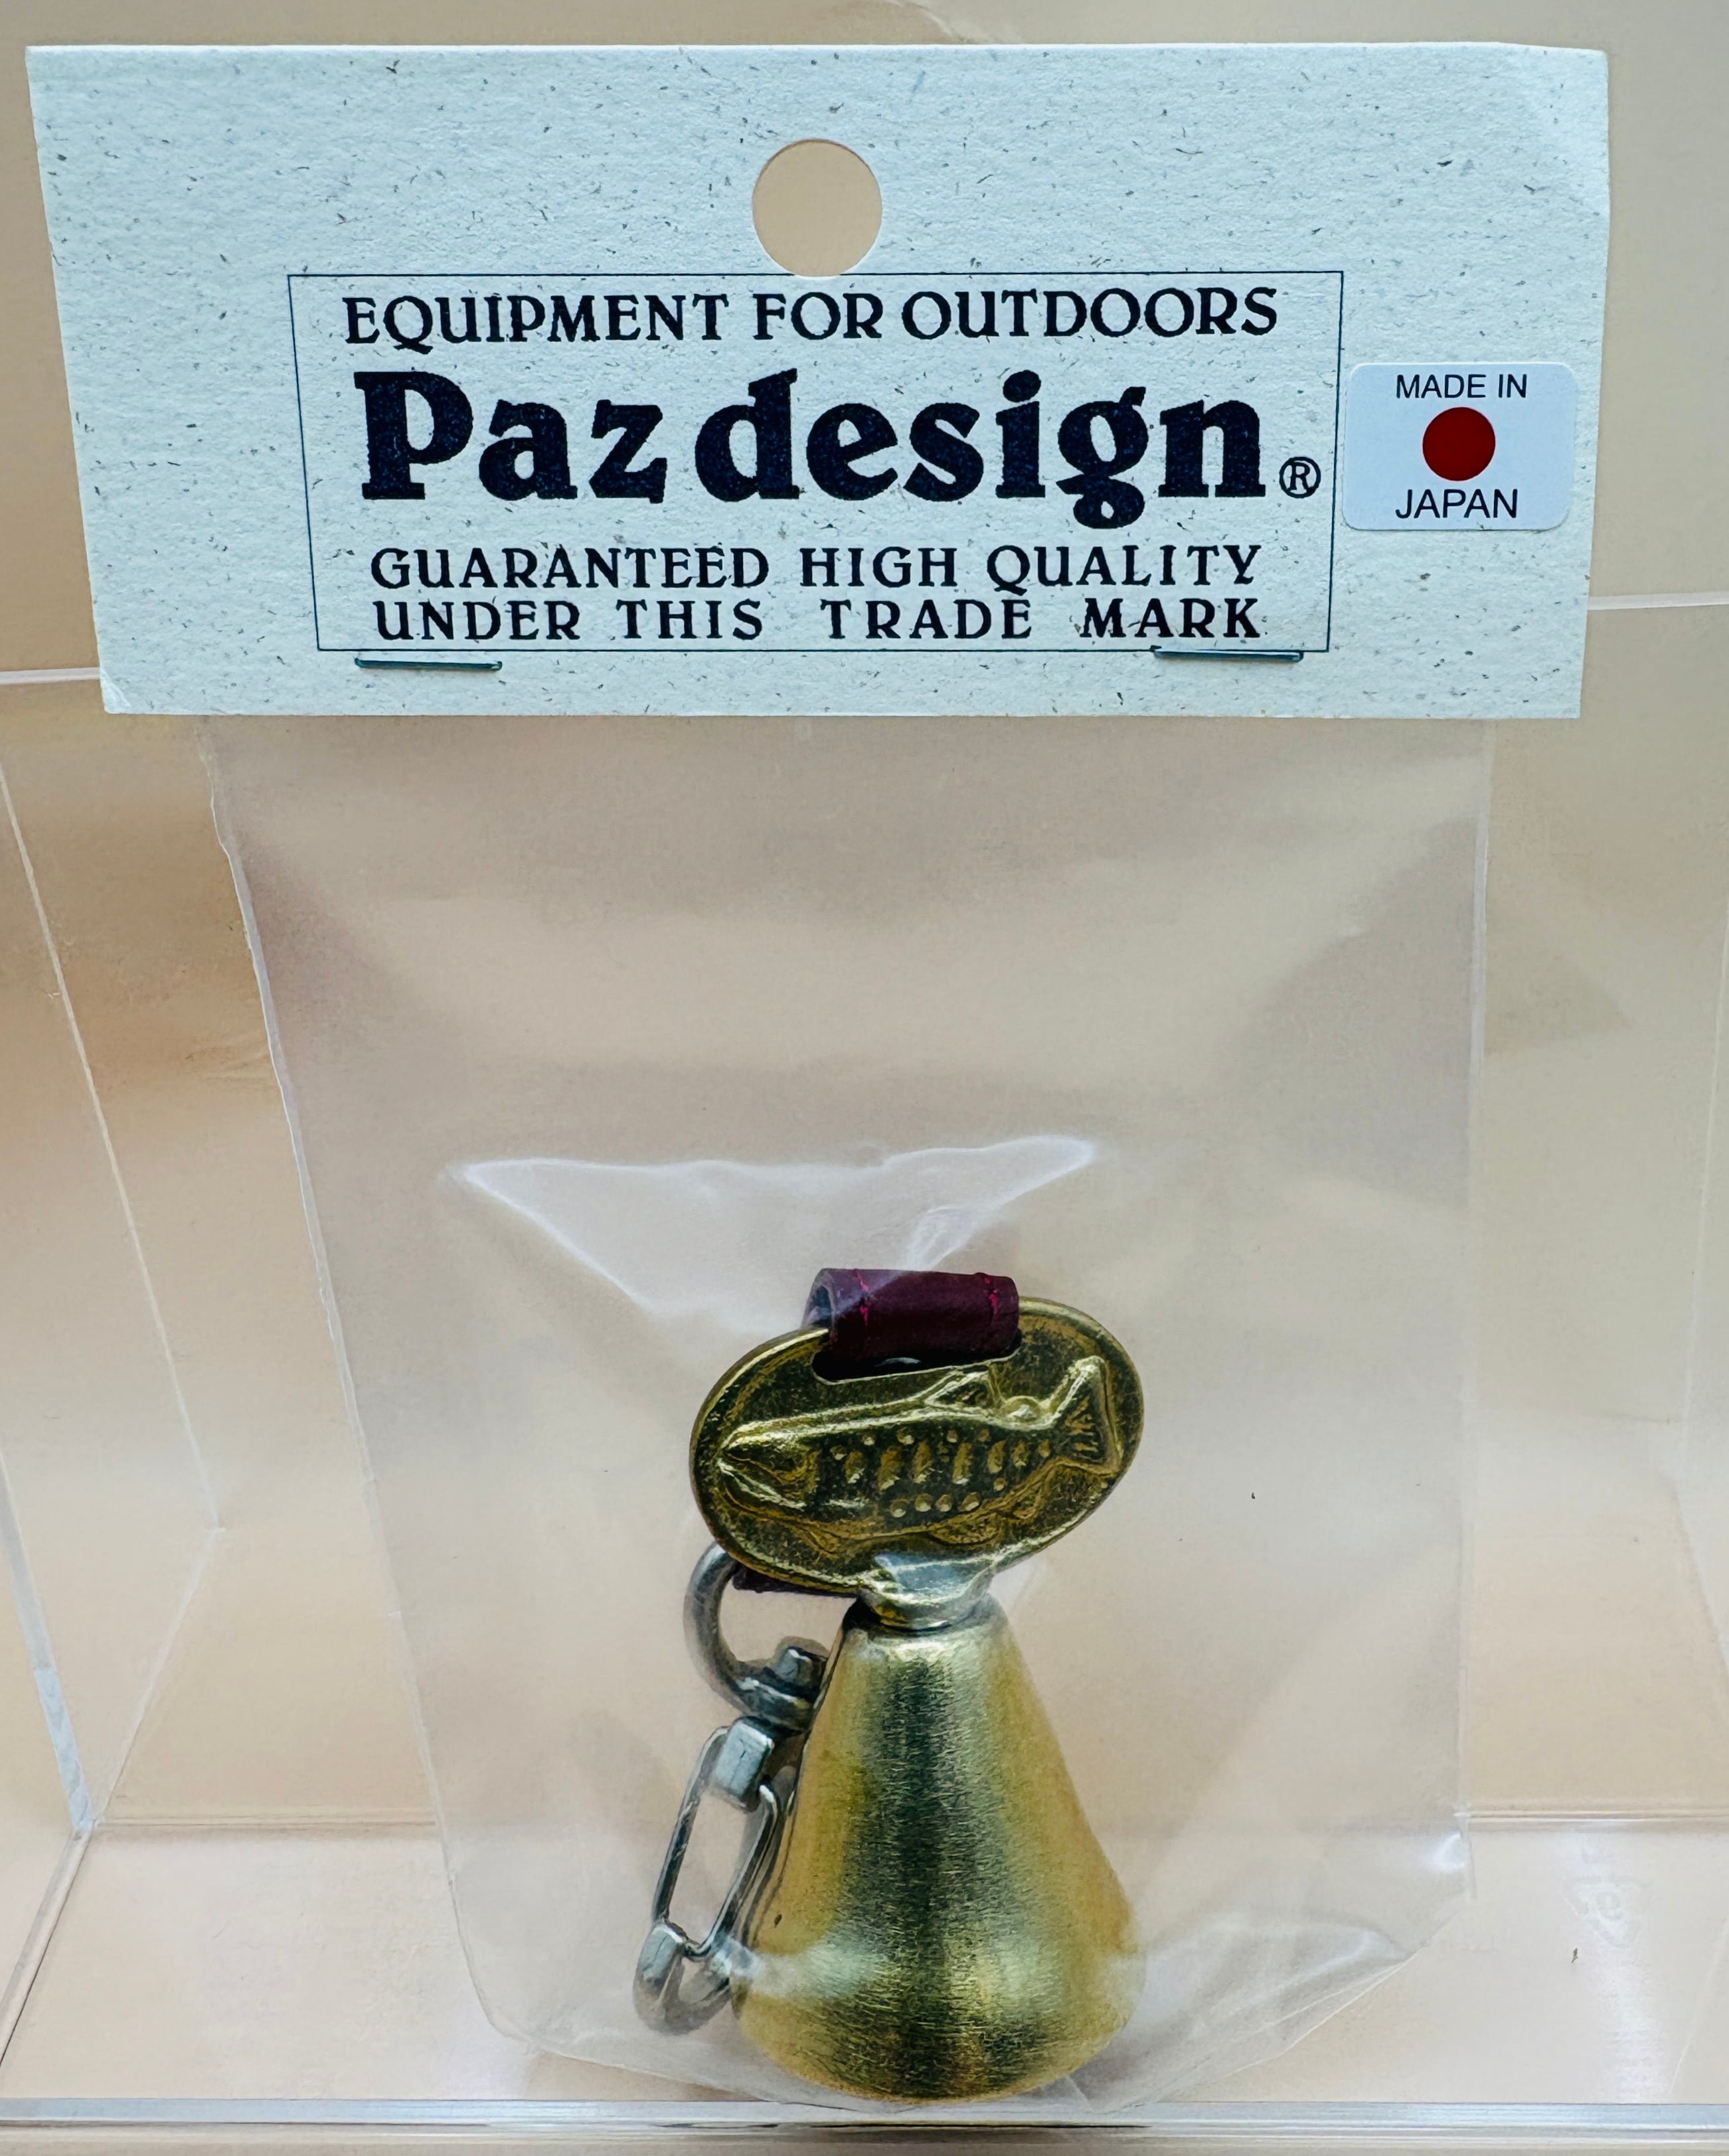 EQUIPMENT FOR OUTDOORS
Paz design®
GUARANTEED HIGH QUALITY
UNDER THIS TRADE MARK
MADE IN
JAPAN